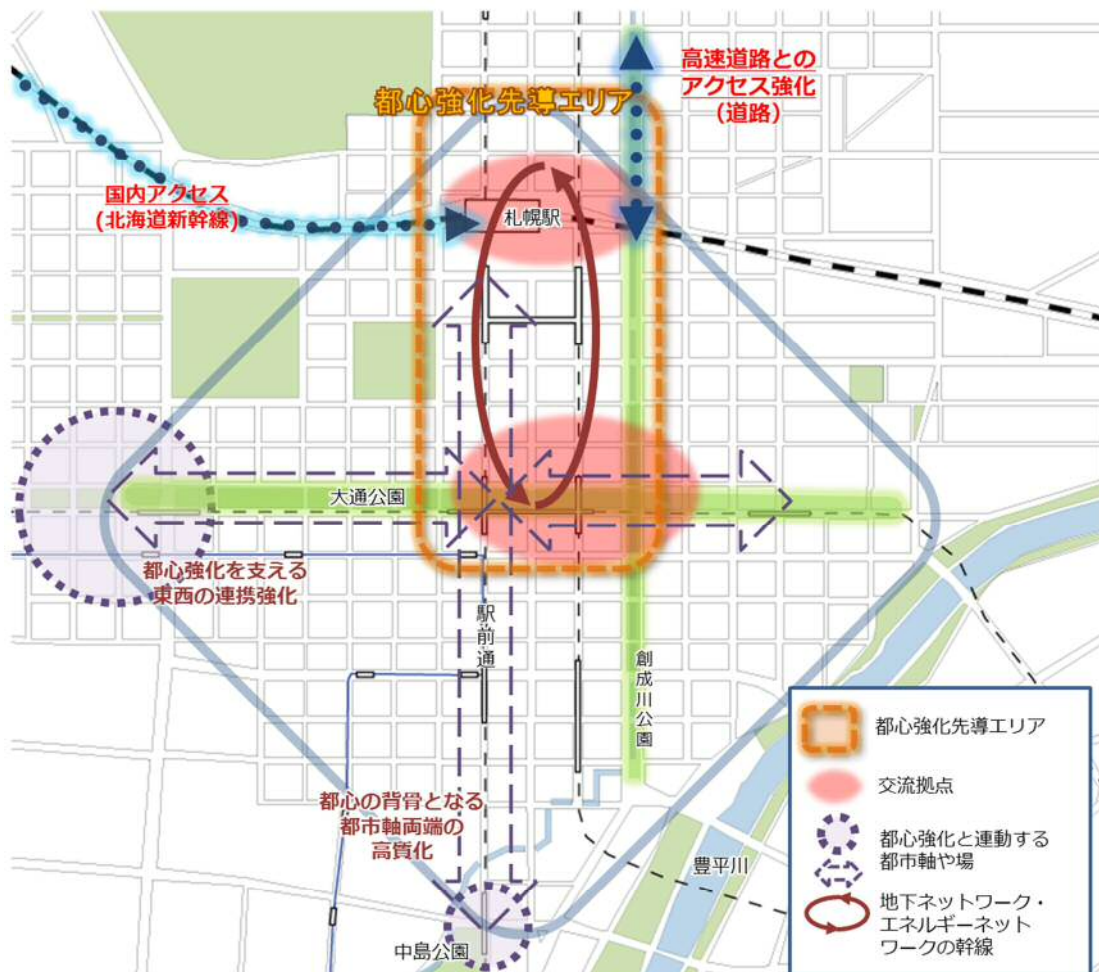 都心強化先導エリア
高速道路との
アクセス強化
(道路)
国内アクセス
(北海道新幹線)
札幌駅
大通公園
都心強化を支える
東西の連携強化
駅前通
創成川公園
都心の背骨となる
都市軸両端の
高質化
豊平川
中島公園
都心強化先導エリア
交流拠点
都心強化と連動する
都市軸や場
地下ネットワーク・
エネルギーネット
ワークの幹線